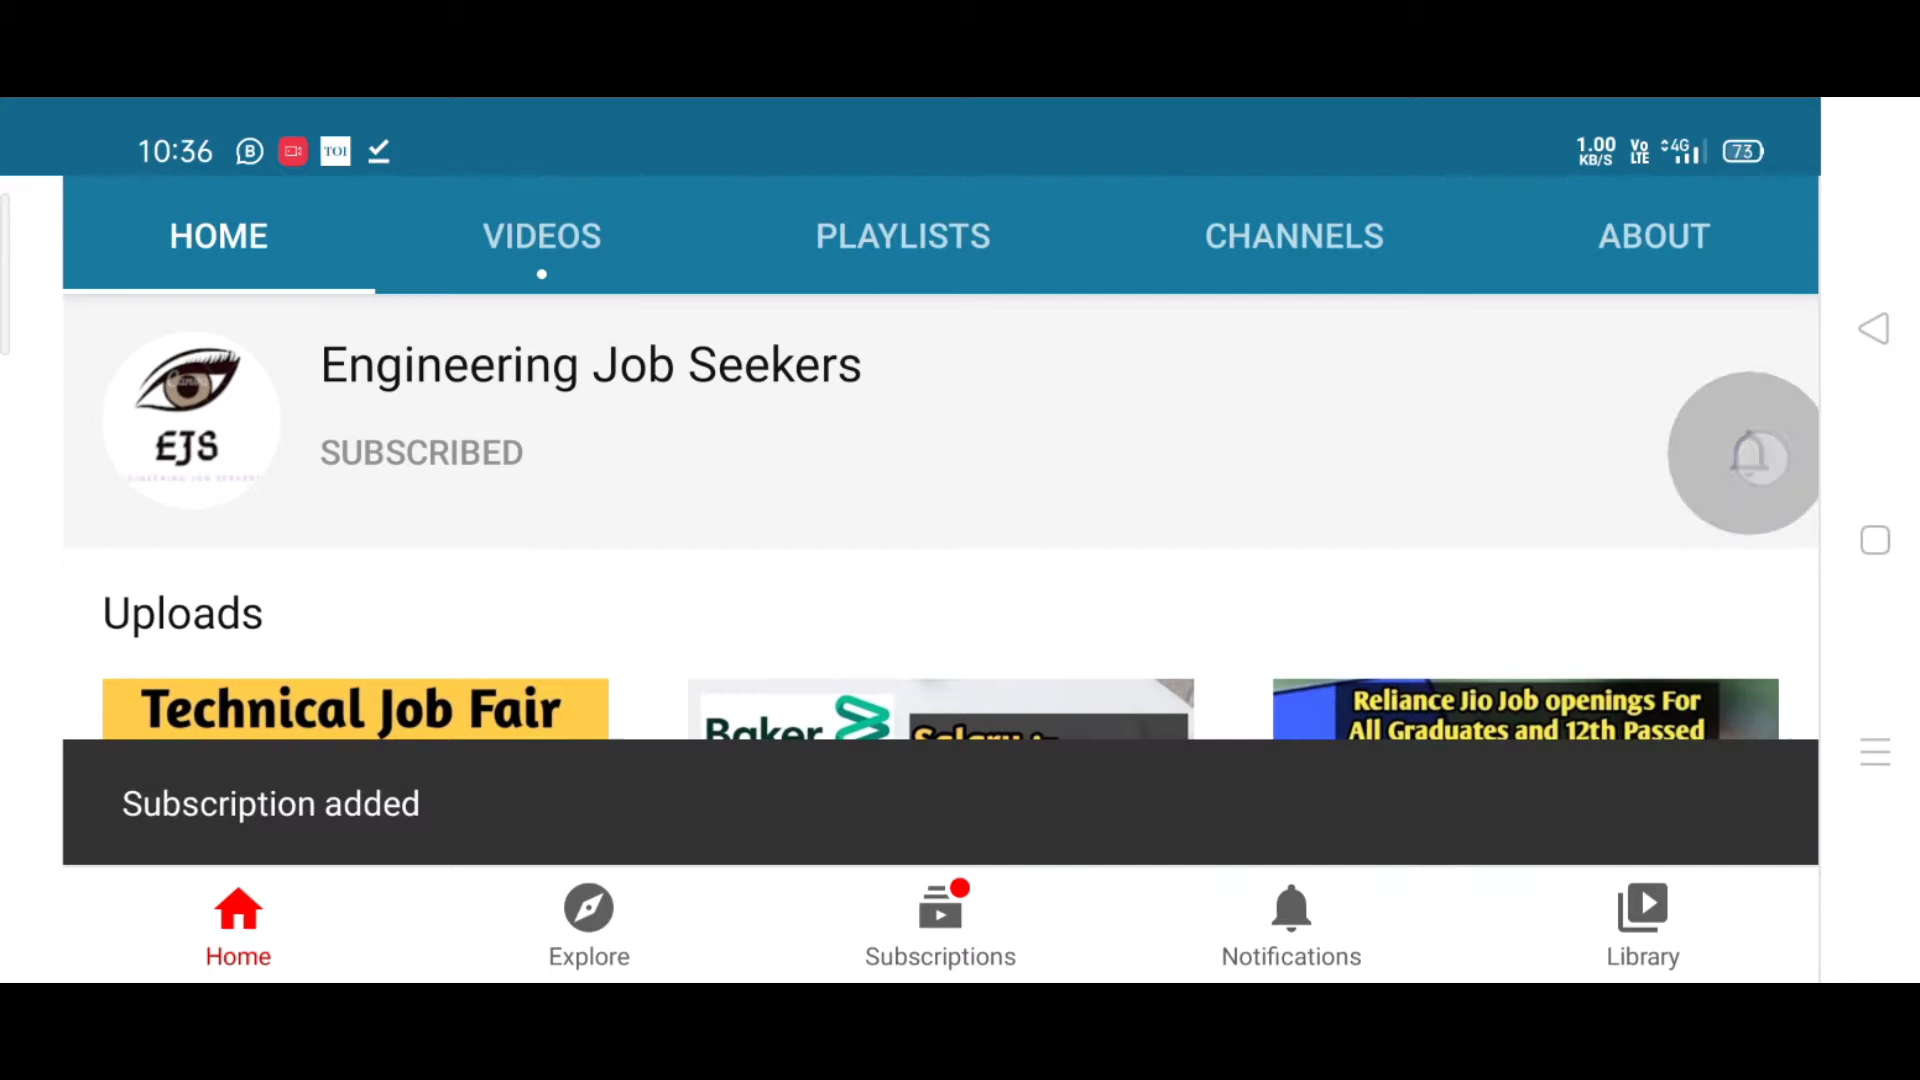 10:36 B TOI 1.00 KB/S Vo LTE 4G 73
HOME VIDEOS PLAYLISTS CHANNELS ABOUT
Engineering Job Seekers
EJS
SUBSCRIBED
Uploads
Technical Job Fair
Baker
Reliance Jio Job openings For
All Graduates and 12th Passed
Subscription added
Home Explore Subscriptions Notifications Library